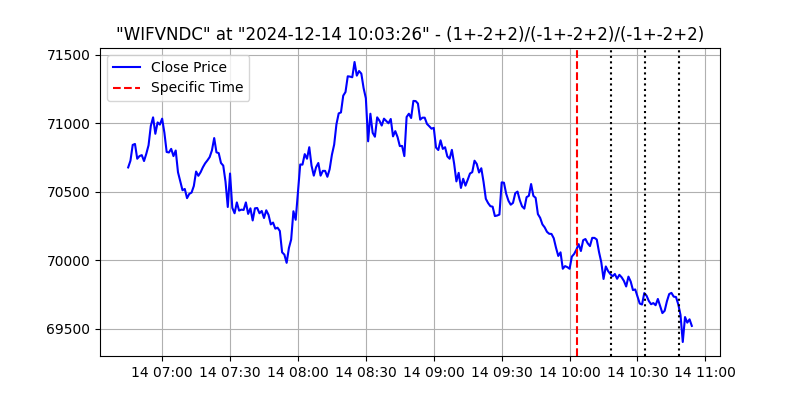 "WIFVNDC" at "2024-12-14 10:03:26" - (1+-2+2)/(-1+-2+2)/(-1+-2+2)
71500
71000
70500
70000
69500
Close Price
Specific Time
14 07:00 14 07:30 14 08:00 14 08:30 14 09:00 14 09:30 14 10:00 14 10:30 14 11:00